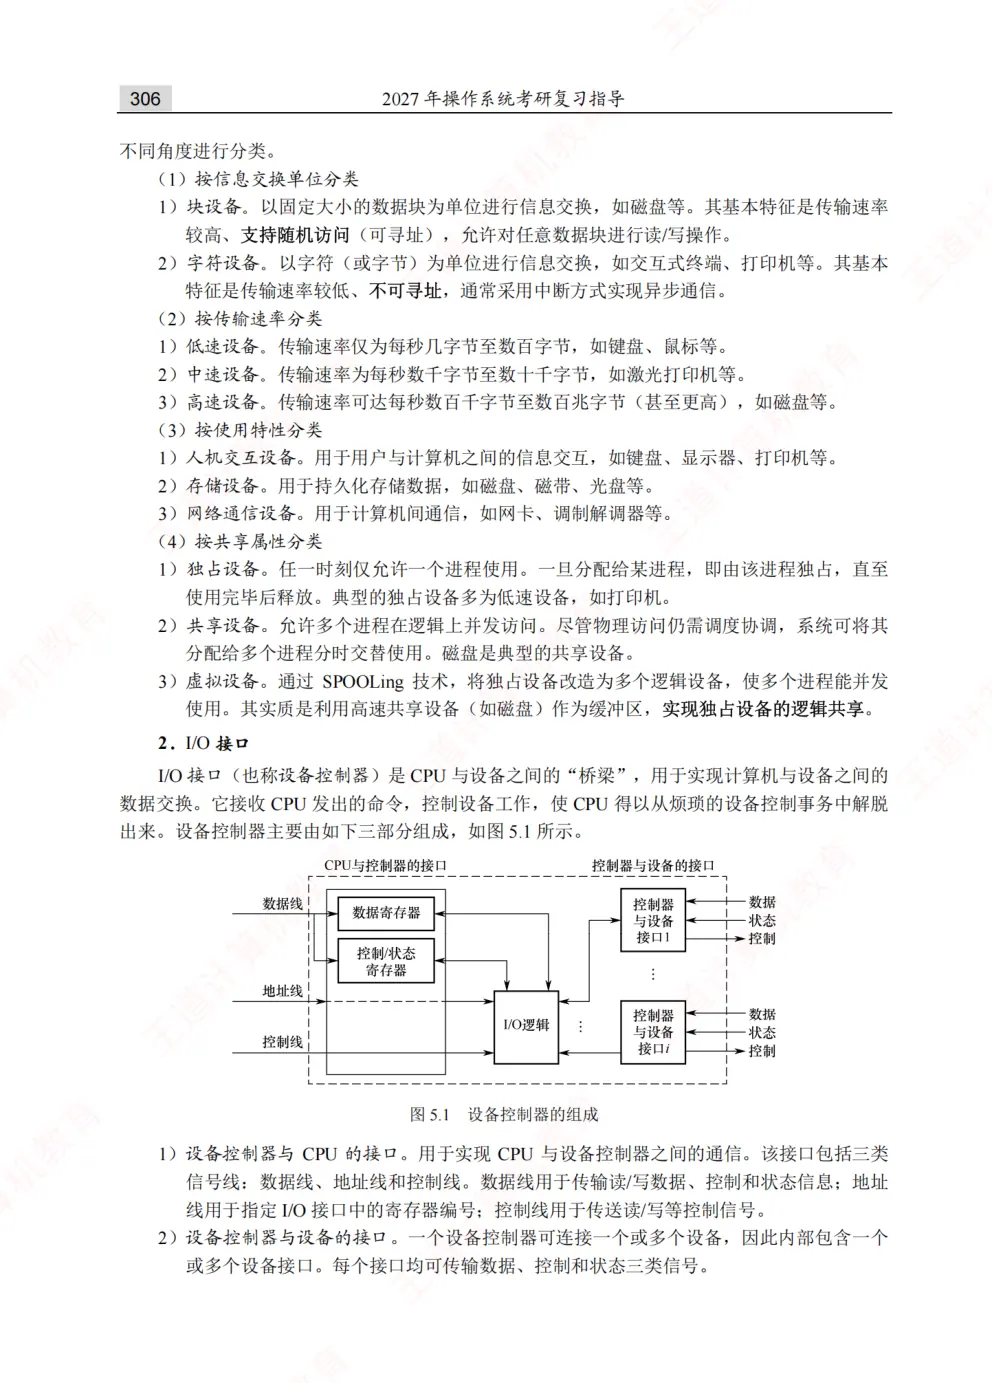 306
2027 年操作系统考研复习指导
不同角度进行分类。
（1）按信息交换单位分类
1）块设备。以固定大小的数据块为单位进行信息交换，如磁盘等。其基本特征是传输速率
较高、支持随机访问（可寻址），允许对任意数据块进行读/写操作。
2）字符设备。以字符（或字节）为单位进行信息交换，如交互式终端、打印机等。其基本
特征是传输速率较低、不可寻址，通常采用中断方式实现异步通信。
（2）按传输速率分类
1）低速设备。传输速率仅为每秒几字节至数百字节，如键盘、鼠标等。
2）中速设备。传输速率为每秒数千字节至数十千字节，如激光打印机等。
3）高速设备。传输速率可达每秒数百千字节至数百兆字节（甚至更高），如磁盘等。
（3）按使用特性分类
1）人机交互设备。用于用户与计算机之间的信息交互，如键盘、显示器、打印机等。
2）存储设备。用于持久化存储数据，如磁盘、磁带、光盘等。
3）网络通信设备。用于计算机间通信，如网卡、调制解调器等。
（4）按共享属性分类
1）独占设备。任一时刻仅允许一个进程使用。一旦分配给某进程，即由该进程独占，直至
使用完毕后释放。典型的独占设备多为低速设备，如打印机。
2）共享设备。允许多个进程在逻辑上并发访问。尽管物理访问仍需调度协调，系统可将其
分配给多个进程分时交替使用。磁盘是典型的共享设备。
3）虚拟设备。通过 SPOOLing 技术，将独占设备改造为多个逻辑设备，使多个进程能并发
使用。其实质是利用高速共享设备（如磁盘）作为缓冲区，实现独占设备的逻辑共享。
2．I/O 接口
I/O 接口（也称设备控制器）是 CPU 与设备之间的“桥梁”，用于实现计算机与设备之间的
数据交换。它接收 CPU 发出的命令，控制设备工作，使 CPU 得以从烦琐的设备控制事务中解脱
出来。设备控制器主要由如下三部分组成，如图 5.1 所示。
CPU与控制器的接口
控制器与设备的接口
数据线
数据寄存器
控制/状态
寄存器
地址线
控制线
I/O逻辑
⋮
控制器
与设备
接口1
数据
状态
控制
⋮
控制器
与设备
接口i
数据
状态
控制
图 5.1 设备控制器的组成
1）设备控制器与 CPU 的接口。用于实现 CPU 与设备控制器之间的通信。该接口包括三类
信号线：数据线、地址线和控制线。数据线用于传输读/写数据、控制和状态信息；地址
线用于指定 I/O 接口中的寄存器编号；控制线用于传送读/写等控制信号。
2）设备控制器与设备的接口。一个设备控制器可连接一个或多个设备，因此内部包含一个
或多个设备接口。每个接口均可传输数据、控制和状态三类信号。